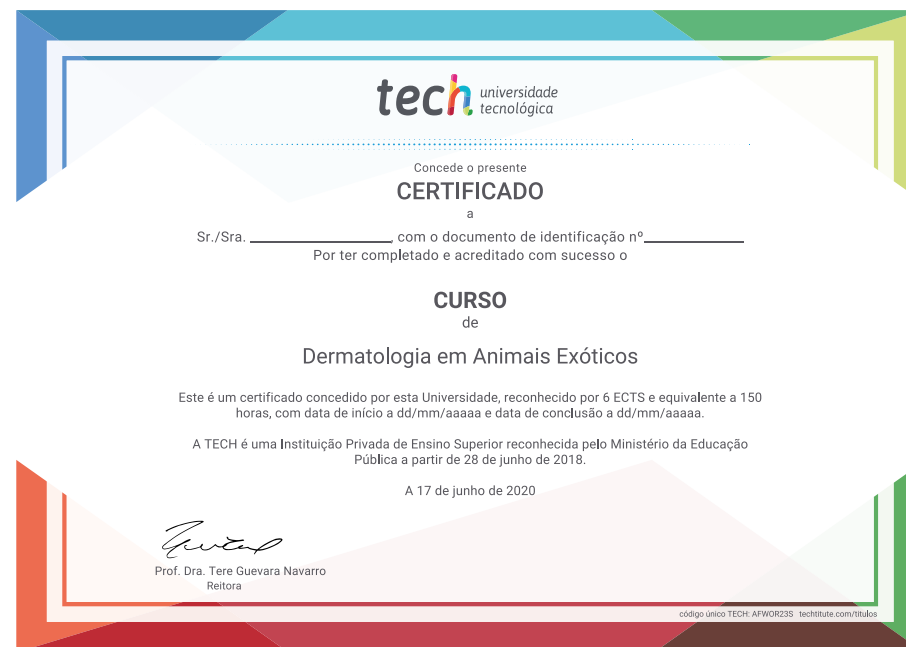 tech universidade
tecnológica
Concede o presente
CERTIFICADO
a
Sr./Sra. ____________________, com o documento de identificação nº______________
Por ter completado e acreditado com sucesso o
CURSO
de
Dermatologia em Animais Exóticos
Este é um certificado concedido por esta Universidade, reconhecido por 6 ECTS e equivalente a 150
horas, com data de início a dd/mm/aaaaa e data de conclusão a dd/mm/aaaaa.
A TECH é uma Instituição Privada de Ensino Superior reconhecida pelo Ministério da Educação
Pública a partir de 28 de junho de 2018.
A 17 de junho de 2020
Prof. Dra. Tere Guevara Navarro
Reitora
código único TECH: AFWOR23S techtitute.com/titulos